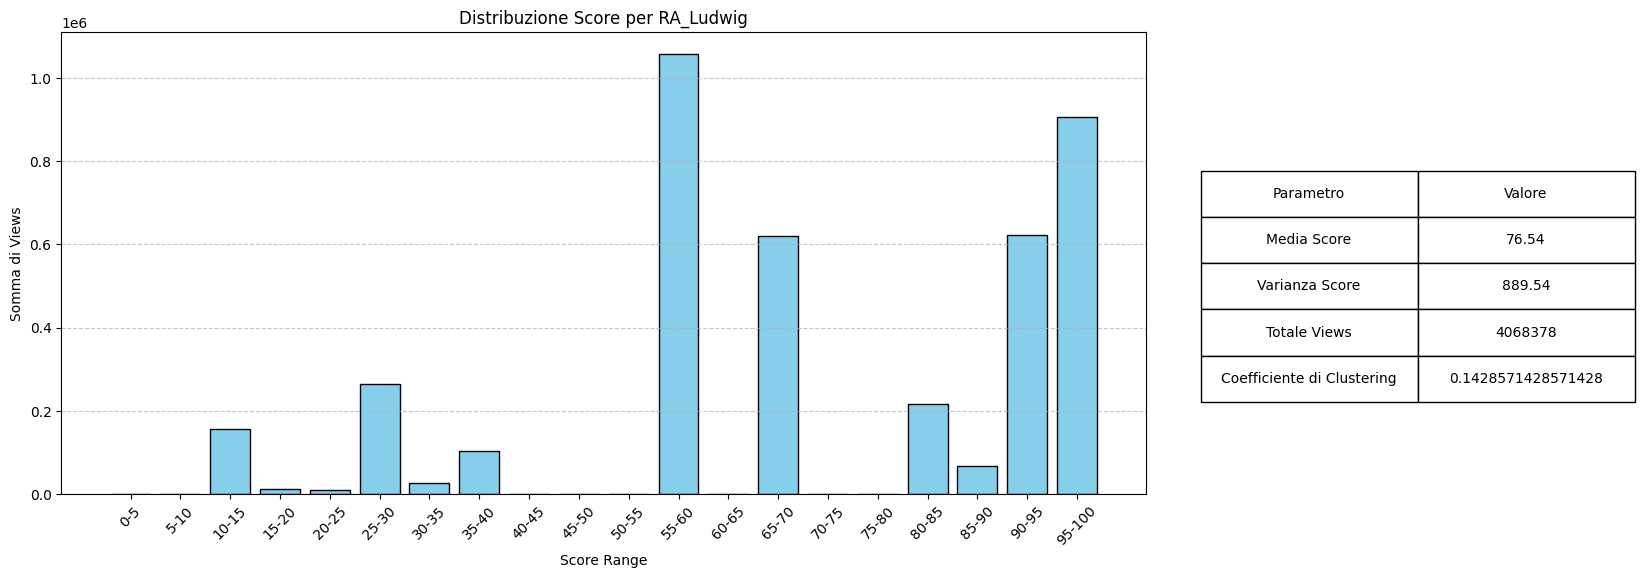 Distribuzione Score per RA_Ludwig
1e6
1.0
0.8
0.6
0.4
0.2
0.0
Somma di Views
0-5
5-10
10-15
15-20
20-25
25-30
30-35
35-40
40-45
45-50
50-55
55-60
60-65
65-70
70-75
75-80
80-85
85-90
90-95
95-100
Score Range
Parametro Valore
Media Score 76.54
Varianza Score 889.54
Totale Views 4068378
Coefficiente di Clustering 0.1428571428571428